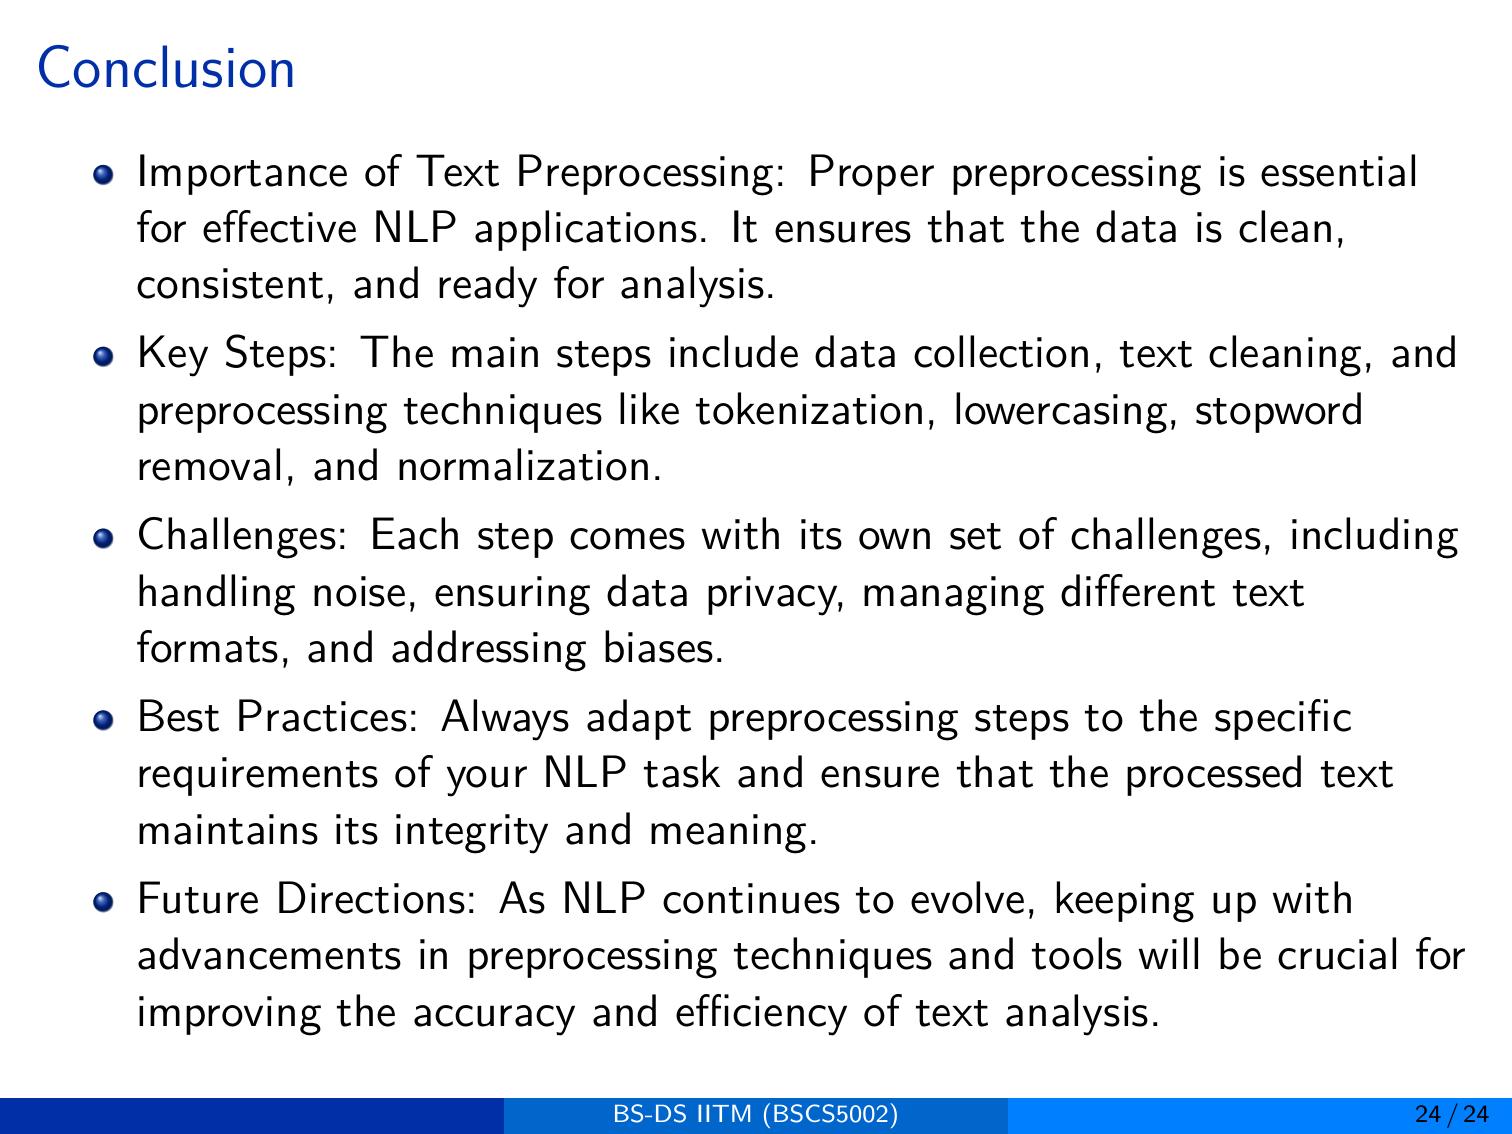 Conclusion
Importance of Text Preprocessing: Proper preprocessing is essential
for effective NLP applications. It ensures that the data is clean,
consistent, and ready for analysis.
Key Steps: The main steps include data collection, text cleaning, and
preprocessing techniques like tokenization, lowercasing, stopword
removal, and normalization.
Challenges: Each step comes with its own set of challenges, including
handling noise, ensuring data privacy, managing different text
formats, and addressing biases.
Best Practices: Always adapt preprocessing steps to the specific
requirements of your NLP task and ensure that the processed text
maintains its integrity and meaning.
Future Directions: As NLP continues to evolve, keeping up with
advancements in preprocessing techniques and tools will be crucial for
improving the accuracy and efficiency of text analysis.
BS-DS IITM (BSCS5002)
24 / 24